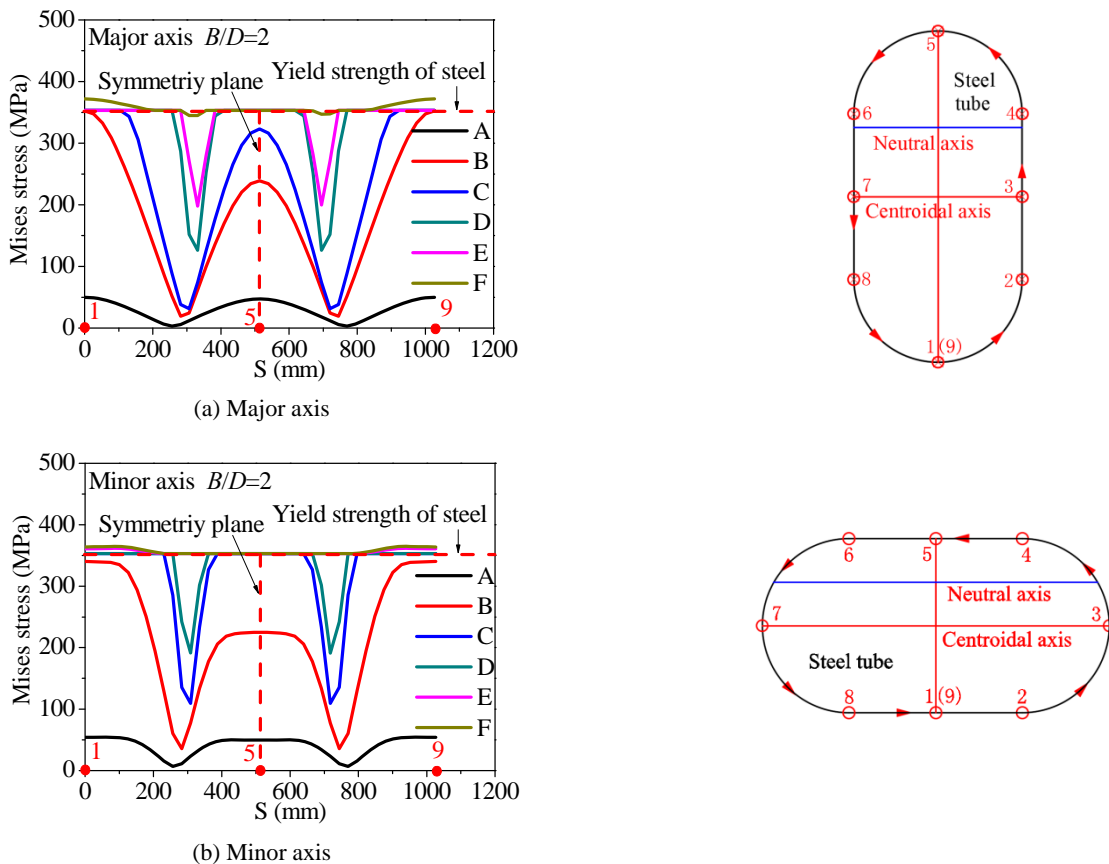 500
400
300
200
100
0
Mises stress (MPa)
Major axis B/D=2
Symmetriy plane
Yield strength of steel
A
B
C
D
E
F
1
5
9
0 200 400 600 800 1000 1200
S (mm)
(a) Major axis
5
Steel
tube
6
4
Neutral axis
7
3
Centroidal axis
8
2
1(9)
500
400
300
200
100
0
Mises stress (MPa)
Minor axis B/D=2
Symmetriy plane
Yield strength of steel
A
B
C
D
E
F
1
5
9
0 200 400 600 800 1000 1200
S (mm)
(b) Minor axis
6 5 4
Neutral axis
7
3
Centroidal axis
Steel tube
8 1(9) 2